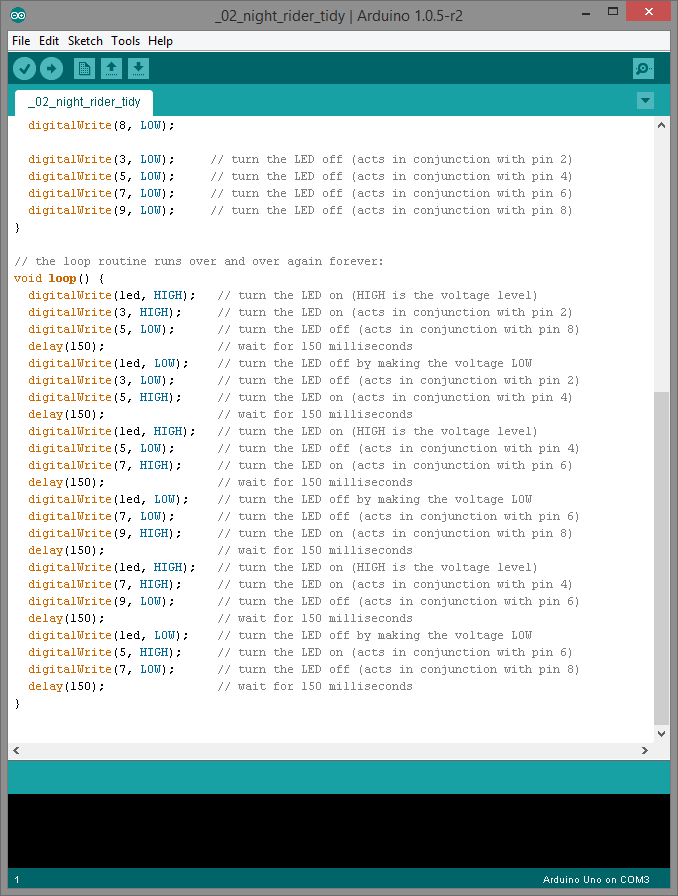 _02_night_rider_tidy | Arduino 1.0.5-r2
File Edit Sketch Tools Help
_02_night_rider_tidy
digitalWrite(8, LOW);
digitalWrite(3, LOW);     // turn the LED off (acts in conjunction with pin 2)
digitalWrite(5, LOW);     // turn the LED off (acts in conjunction with pin 4)
digitalWrite(7, LOW);     // turn the LED off (acts in conjunction with pin 6)
digitalWrite(9, LOW);     // turn the LED off (acts in conjunction with pin 8)
}
// the loop routine runs over and over again forever:
void loop() {
  digitalWrite(led, HIGH);   // turn the LED on (HIGH is the voltage level)
  digitalWrite(3, HIGH);     // turn the LED on (acts in conjunction with pin 2)
  digitalWrite(5, LOW);      // turn the LED off (acts in conjunction with pin 8)
  delay(150);                // wait for 150 milliseconds
  digitalWrite(led, LOW);    // turn the LED off by making the voltage LOW
  digitalWrite(3, LOW);      // turn the LED off (acts in conjunction with pin 2)
  digitalWrite(5, HIGH);     // turn the LED on (acts in conjunction with pin 4)
  delay(150);                // wait for 150 milliseconds
  digitalWrite(led, HIGH);   // turn the LED on (HIGH is the voltage level)
  digitalWrite(5, LOW);      // turn the LED off (acts in conjunction with pin 4)
  digitalWrite(7, HIGH);     // turn the LED on (acts in conjunction with pin 6)
  delay(150);                // wait for 150 milliseconds
  digitalWrite(led, LOW);    // turn the LED off by making the voltage LOW
  digitalWrite(7, LOW);      // turn the LED off (acts in conjunction with pin 6)
  digitalWrite(9, HIGH);     // turn the LED on (acts in conjunction with pin 8)
  delay(150);                // wait for 150 milliseconds
  digitalWrite(led, HIGH);   // turn the LED on (HIGH is the voltage level)
  digitalWrite(7, HIGH);     // turn the LED on (acts in conjunction with pin 4)
  digitalWrite(9, LOW);      // turn the LED off (acts in conjunction with pin 6)
  delay(150);                // wait for 150 milliseconds
  digitalWrite(led, LOW);    // turn the LED off by making the voltage LOW
  digitalWrite(5, HIGH);     // turn the LED on (acts in conjunction with pin 6)
  digitalWrite(7, LOW);      // turn the LED off (acts in conjunction with pin 8)
  delay(150);                // wait for 150 milliseconds
}
1
Arduino Uno on COM3